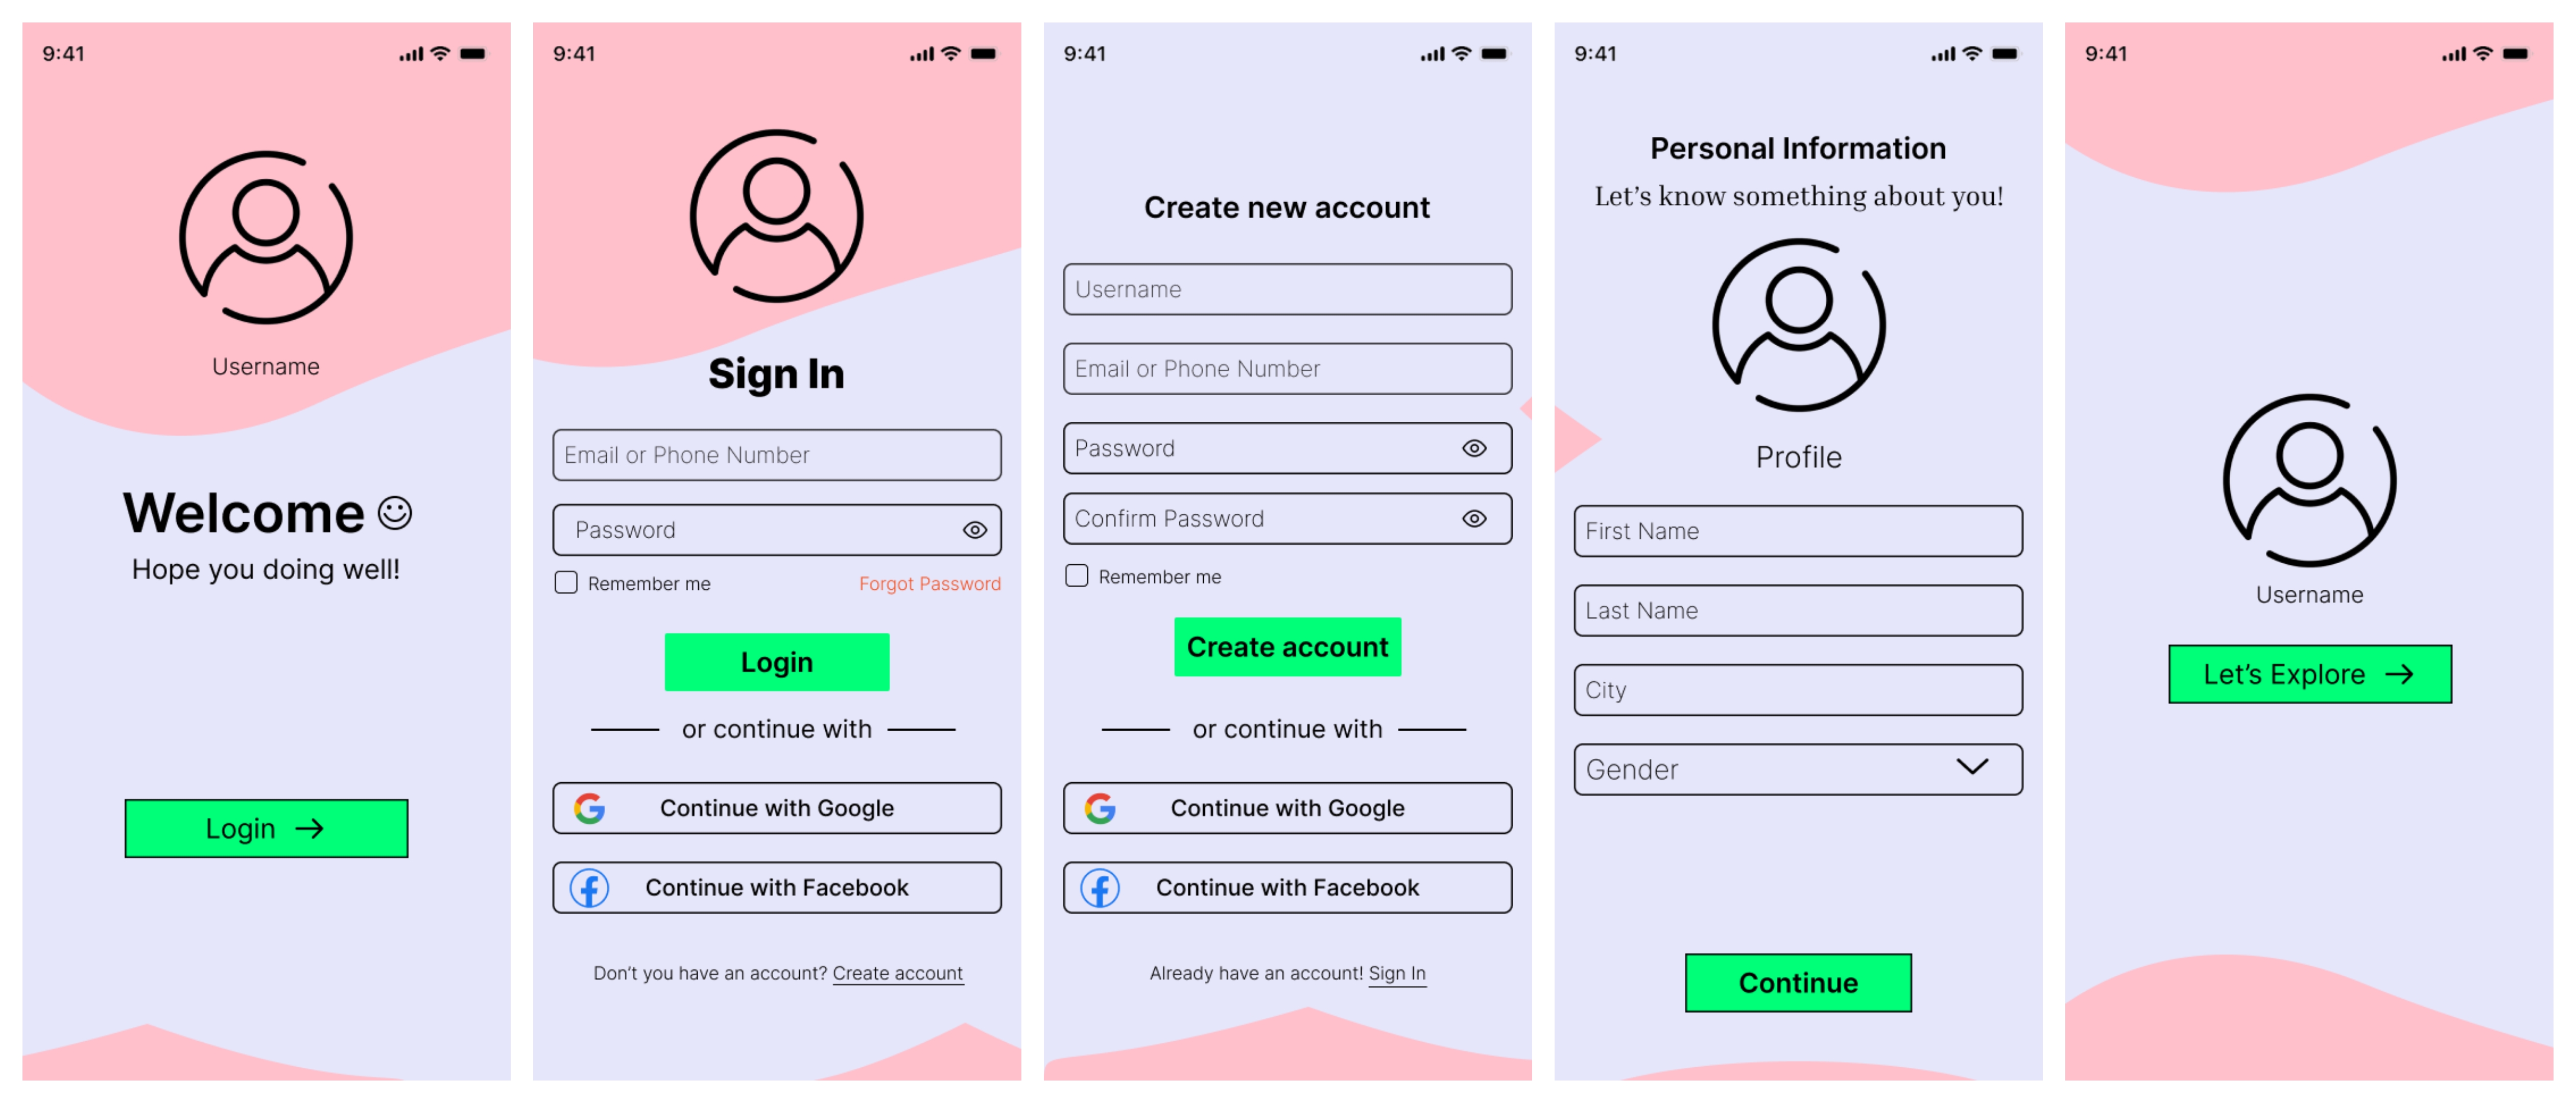 9:41
Username
Welcome
Hope you doing well!
Login
9:41
Sign In
Email or Phone Number
Password
Remember me
Forgot Password
Login
or continue with
Continue with Google
Continue with Facebook
Don't you have an account? Create account
9:41
Create new account
Username
Email or Phone Number
Password
Confirm Password
Remember me
Create account
or continue with
Continue with Google
Continue with Facebook
Already have an account! Sign In
9:41
Personal Information
Let's know something about you!
Profile
First Name
Last Name
City
Gender
Continue
9:41
Username
Let's Explore